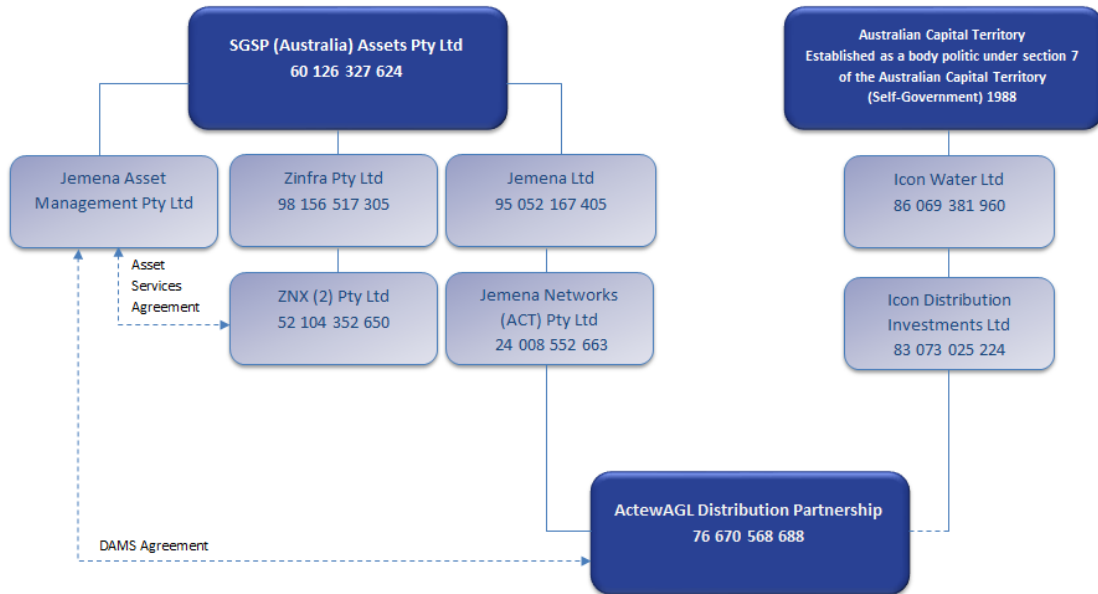 SGSP (Australia) Assets Pty Ltd
60 126 327 624
Australian Capital Territory
Established as a body politic under section 7
of the Australian Capital Territory
(Self-Government) 1988
Jemena Asset
Management Pty Ltd
Zinfra Pty Ltd
98 156 517 305
Jemena Ltd
95 052 167 405
Icon Water Ltd
86 069 381 960
Asset
Services
Agreement
ZNX (2) Pty Ltd
52 104 352 650
Jemena Networks
(ACT) Pty Ltd
24 008 552 663
Icon Distribution
Investments Ltd
83 073 025 224
ActewAGL Distribution Partnership
76 670 568 688
DAMS Agreement